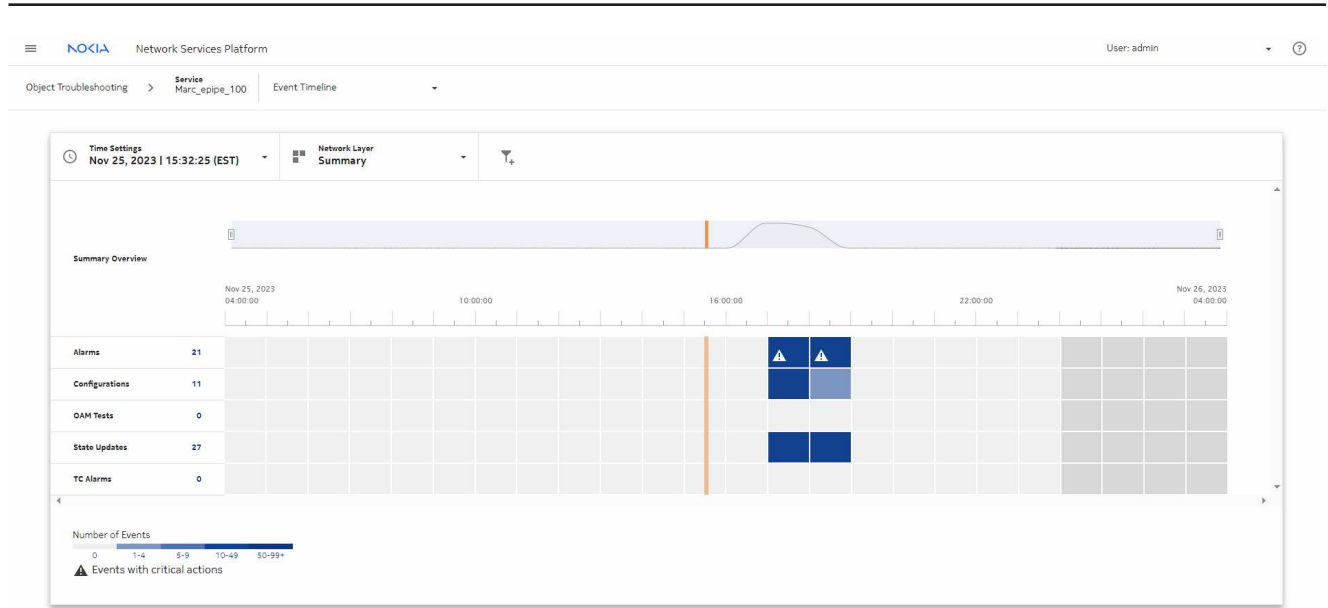 NOKIA Network Services Platform User: admin
Object Troubleshooting > Service Marc_epipe_100 Event Timeline
Time Settings
Nov 25, 2023 | 15:32:25 (EST)
Network Layer
Summary
Summary Overview
Nov 25, 2023 Nov 26, 2023
04:00:00 10:00:00 16:00:00 22:00:00 04:00:00
Alarms 21
Configurations 11
OAM Tests 0
State Updates 27
TC Alarms 0
Number of Events
0 1-4 5-9 10-49 50-99+
Events with critical actions